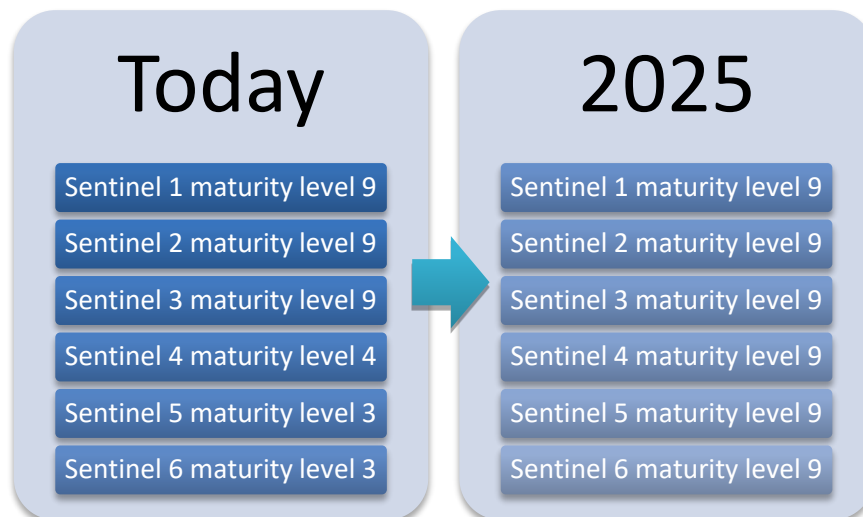 Today
Sentinel 1 maturity level 9
Sentinel 2 maturity level 9
Sentinel 3 maturity level 9
Sentinel 4 maturity level 4
Sentinel 5 maturity level 3
Sentinel 6 maturity level 3
2025
Sentinel 1 maturity level 9
Sentinel 2 maturity level 9
Sentinel 3 maturity level 9
Sentinel 4 maturity level 9
Sentinel 5 maturity level 9
Sentinel 6 maturity level 9